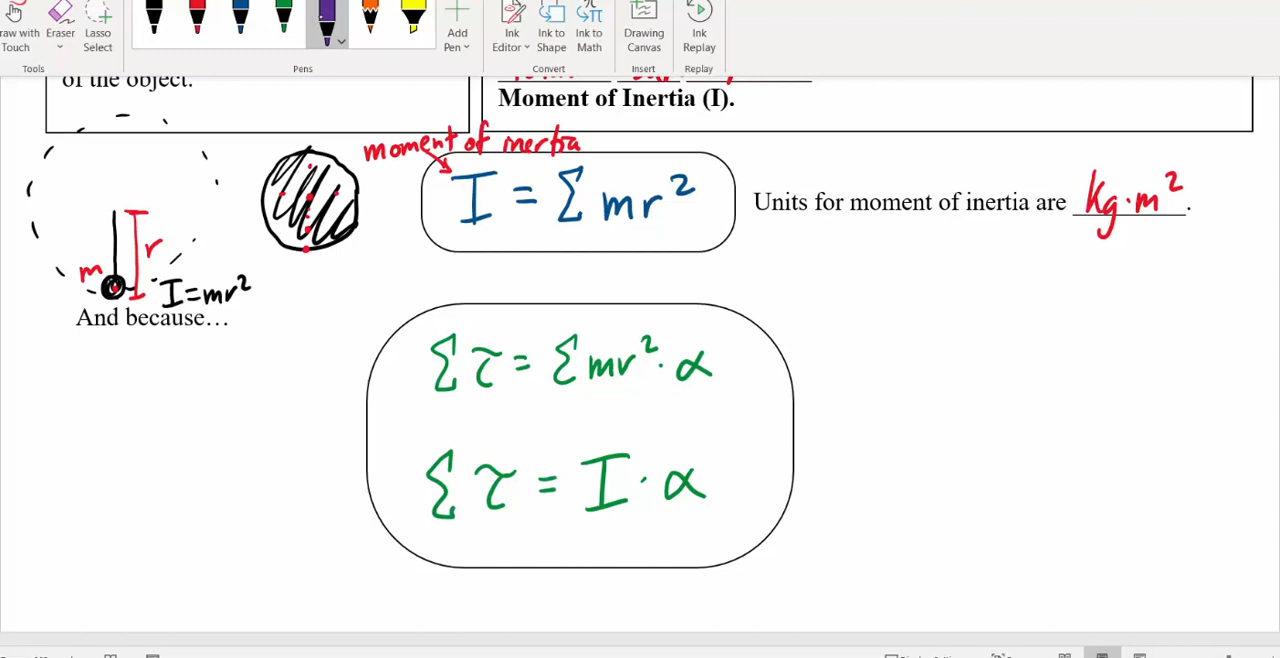 raw with Touch
Eraser
Lasso Select
Add Pen
Ink Editor
Ink to Shape
Ink to Math
Drawing Canvas
Ink Replay
Tools
Pens
Convert
Insert
Replay
of the object.
Moment of Inertia (I).
moment of inertia
I = Σ mr²
Units for moment of inertia are kg·m².
m
r
I=mr²
And because…
Σ τ = Σ mr² · α
Σ τ = I · α